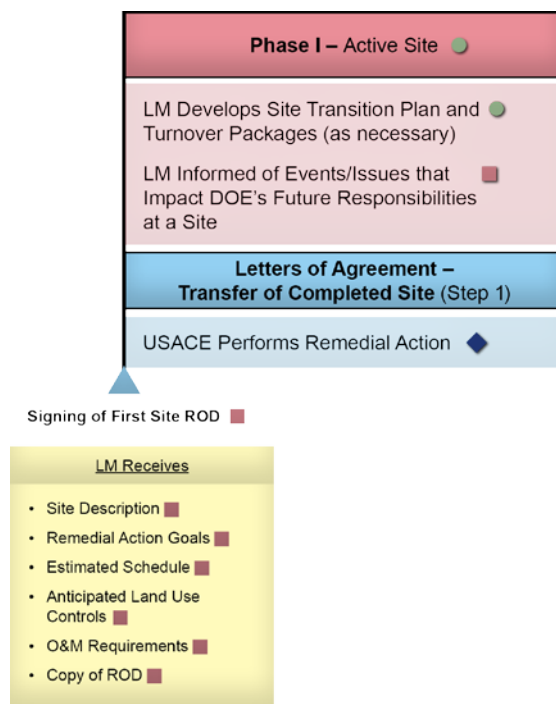 Phase I – Active Site
LM Develops Site Transition Plan and
Turnover Packages (as necessary)
LM Informed of Events/Issues that
Impact DOE's Future Responsibilities
at a Site
Letters of Agreement –
Transfer of Completed Site (Step 1)
USACE Performs Remedial Action
Signing of First Site ROD
LM Receives
• Site Description
• Remedial Action Goals
• Estimated Schedule
• Anticipated Land Use
Controls
• O&M Requirements
• Copy of ROD